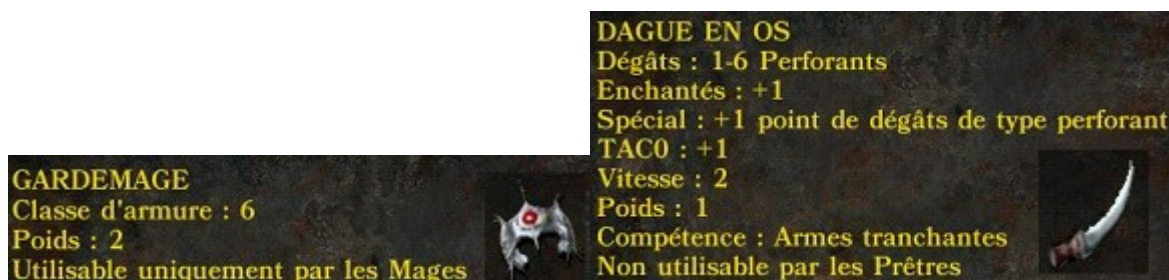 GARDEMAGE
Classe d'armure : 6
Poids : 2
Utilisable uniquement par les Mages
DAGUE EN OS
Dégâts : 1-6 Perforants
Enchantés : +1
Spécial : +1 point de dégâts de type perforant
TAC0 : +1
Vitesse : 2
Poids : 1
Compétence : Armes tranchantes
Non utilisable par les Prêtres